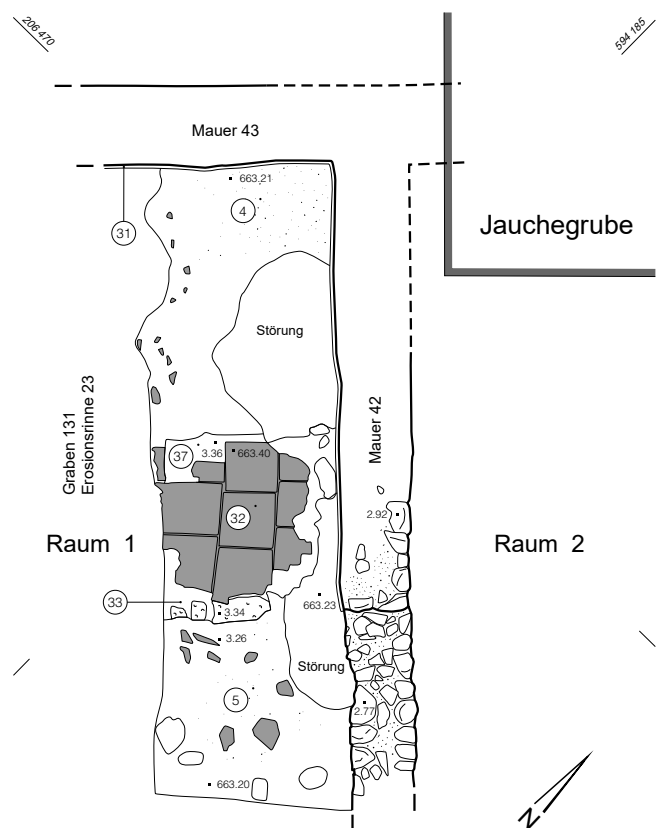 206 470
594 185
Mauer 43
663.21
4
31
Jauchegrube
Störung
Graben 131
Erosionsrinne 23
Mauer 42
37
3.36
663.40
32
2.92
Raum 1
Raum 2
33
3.34
663.23
3.26
Störung
5
2.77
663.20
N